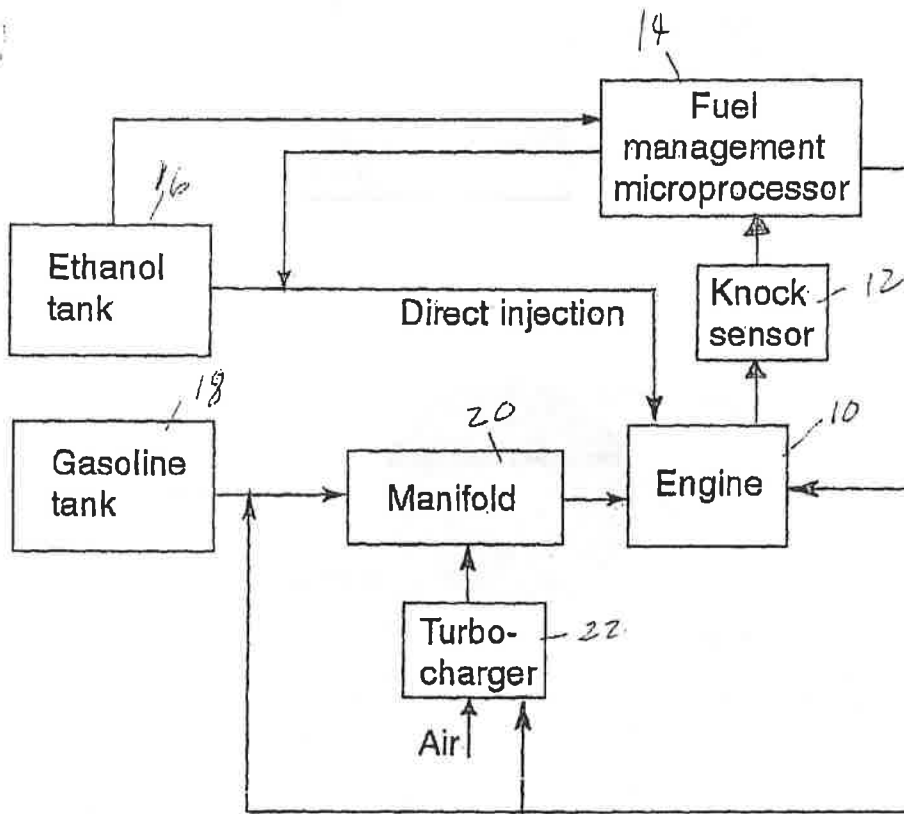 14
Fuel
management
microprocessor
16
Ethanol
tank
Knock
sensor
12
Direct injection
18
Gasoline
tank
20
Manifold
10
Engine
Turbo-
charger
22
Air